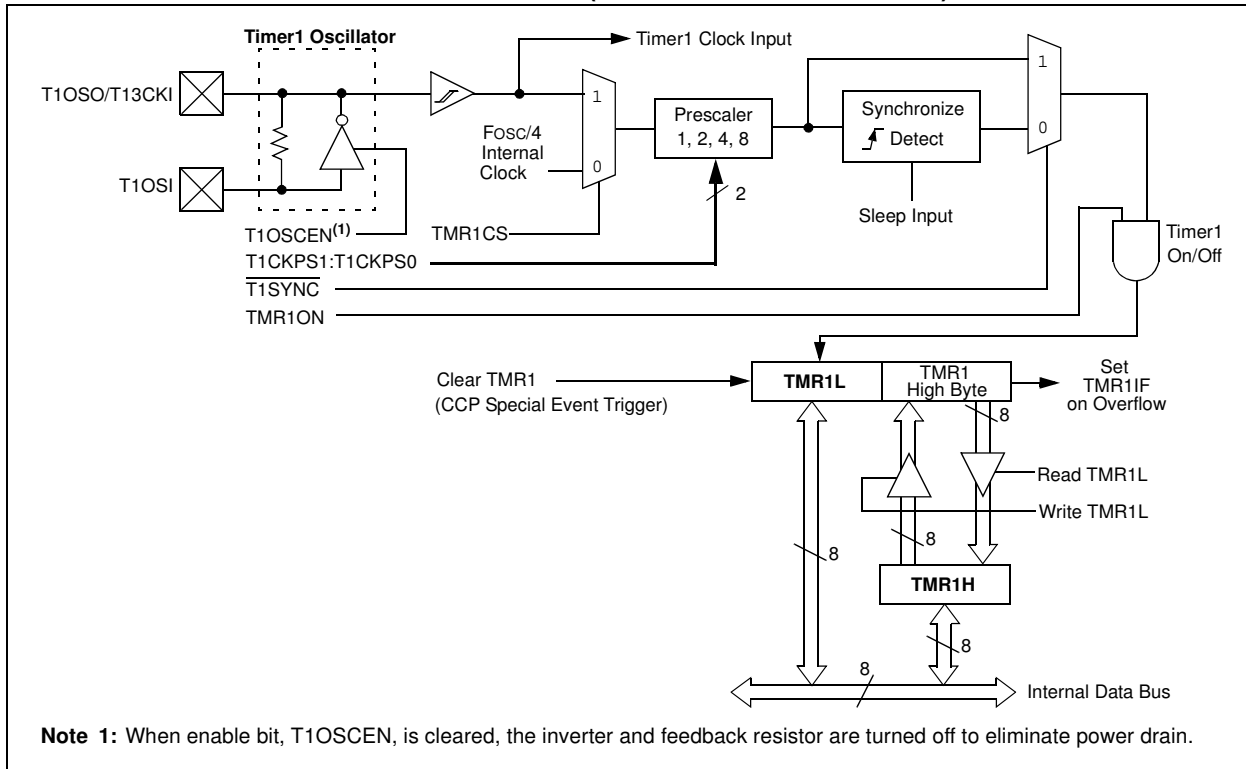 Timer1 Oscillator
Timer1 Clock Input
T1OSO/T13CKI
1
1
FOSC/4
Internal
Clock
0
Prescaler
1, 2, 4, 8
Synchronize
Detect
0
T1OSI
2
Sleep Input
T1OSCEN(1)
TMR1CS
Timer1
On/Off
T1CKPS1:T1CKPS0
T1SYNC
TMR1ON
Clear TMR1
(CCP Special Event Trigger)
TMR1L
TMR1
High Byte
Set
TMR1IF
on Overflow
8
Read TMR1L
Write TMR1L
8
8
TMR1H
8
8
Internal Data Bus
Note 1: When enable bit, T1OSCEN, is cleared, the inverter and feedback resistor are turned off to eliminate power drain.